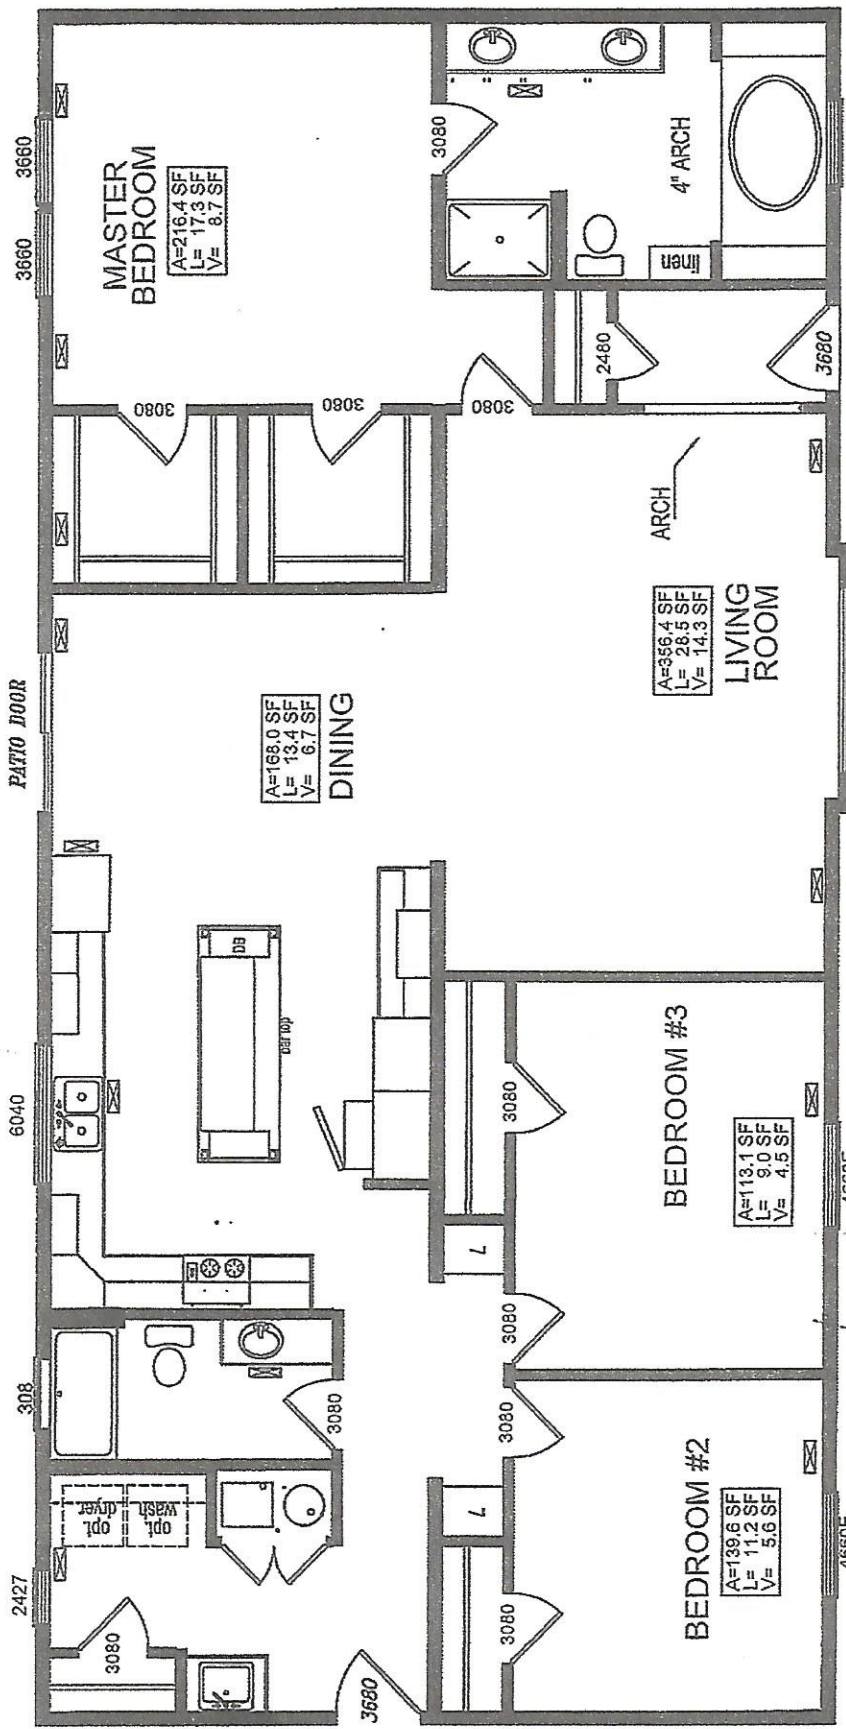 2427
308
6040
PATIO DOOR
3660
3660
opt.
dryer
opt.
wash
3080
3680
3080
DB
bar top
DINING
A=168.0 SF
L= 13.4 SF
V= 6.7 SF
3080
3080
MASTER
BEDROOM
A=216.4 SF
L= 17.3 SF
V= 8.7 SF
3080
3080
4" ARCH
linen
2480
3680
ARCH
LIVING
ROOM
A=356.4 SF
L= 28.5 SF
V= 14.3 SF
L
3080
3080
BEDROOM #3
A=113.1 SF
L= 9.0 SF
V= 4.5 SF
L
3080
3080
BEDROOM #2
A=139.6 SF
L= 11.2 SF
V= 5.6 SF